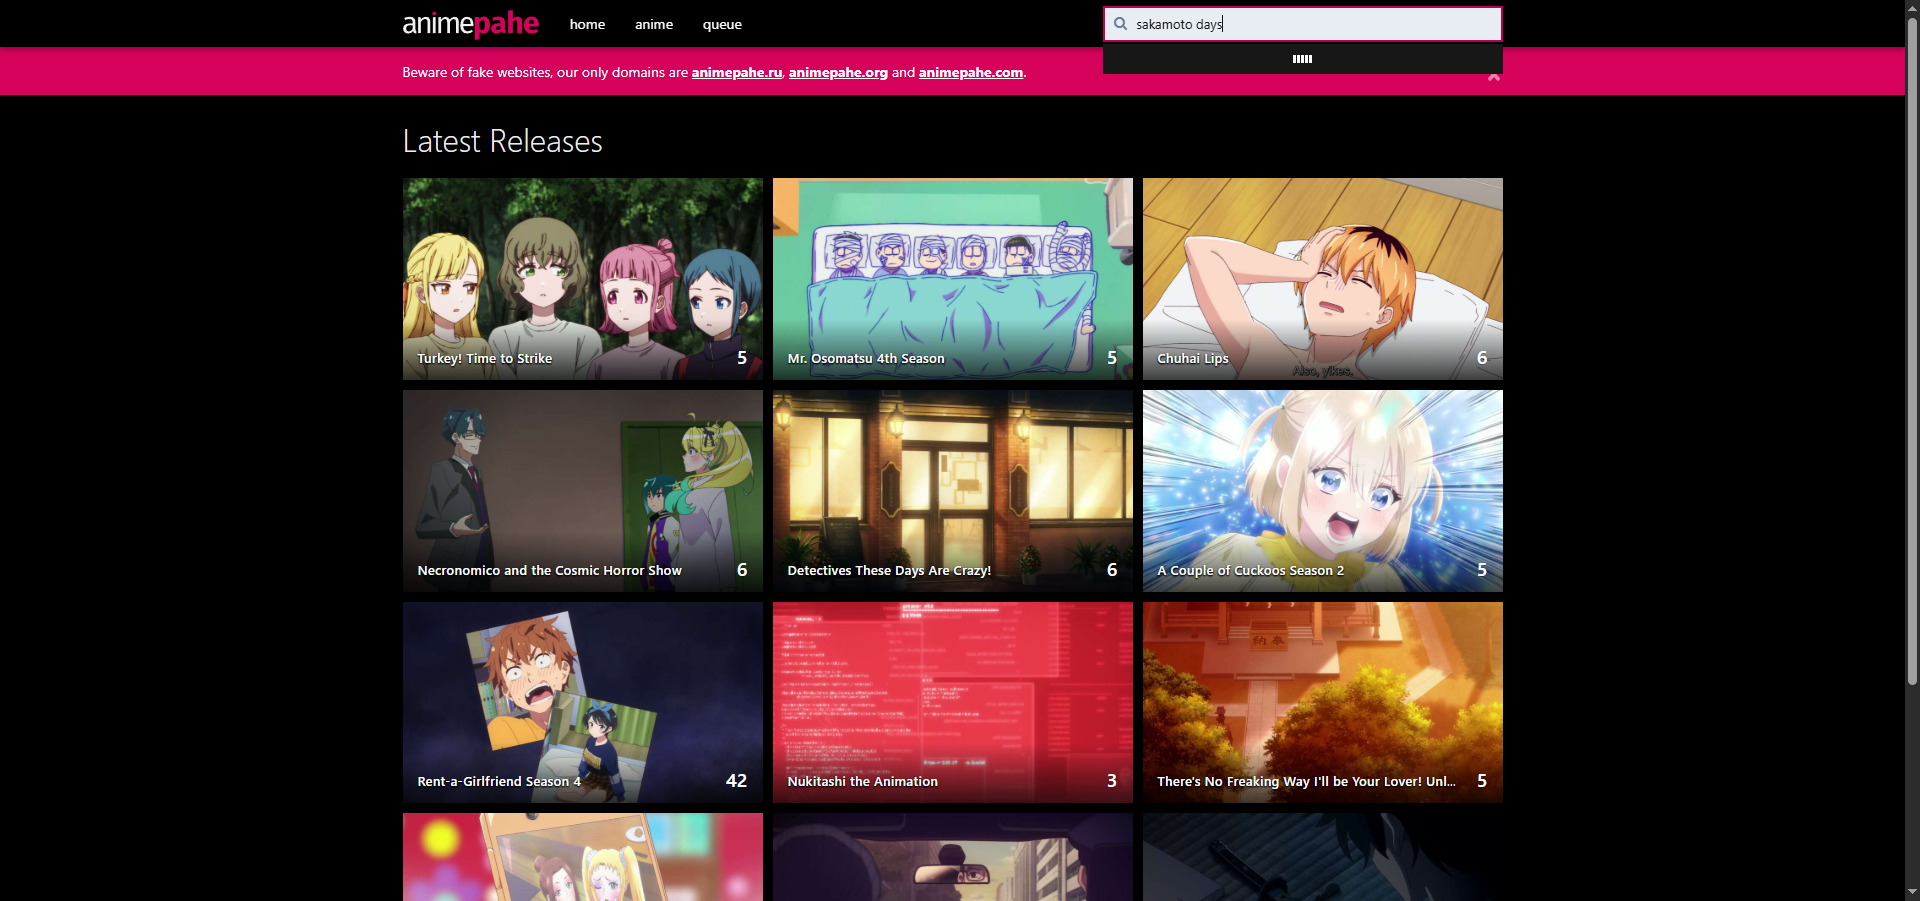 animepahe home anime queue
sakamoto days
Beware of fake websites, our only domains are animepahe.ru, animepahe.org and animepahe.com.
Latest Releases
Turkey! Time to Strike 5
Mr. Osomatsu 4th Season 5
Also, yikes.
Chuhai Lips 6
Necronomico and the Cosmic Horror Show 6
Detectives These Days Are Crazy! 6
A Couple of Cuckoos Season 2 5
Rent-a-Girlfriend Season 4 42
Nukitashi the Animation 3
奉納
There's No Freaking Way I'll be Your Lover! Unl... 5